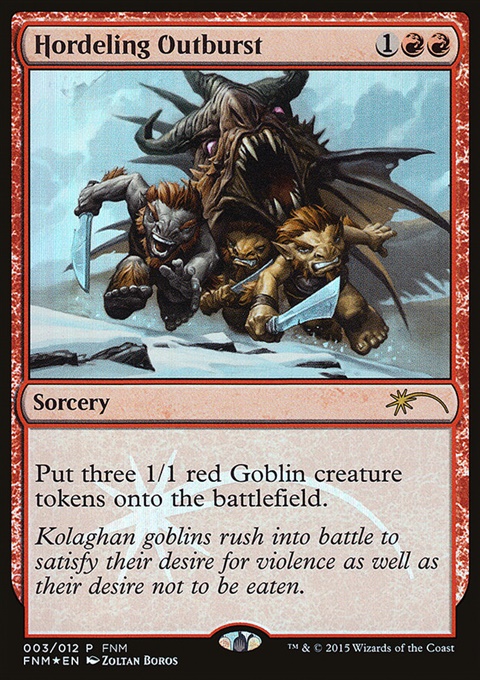 Hordeling Outburst 1
Sorcery
Put three 1/1 red Goblin creature
tokens onto the battlefield.
Kolaghan goblins rush into battle to
satisfy their desire for violence as well as
their desire not to be eaten.
003/012 P FNM
FNM★EN Zoltan Boros
™ & © 2015 Wizards of the Coast